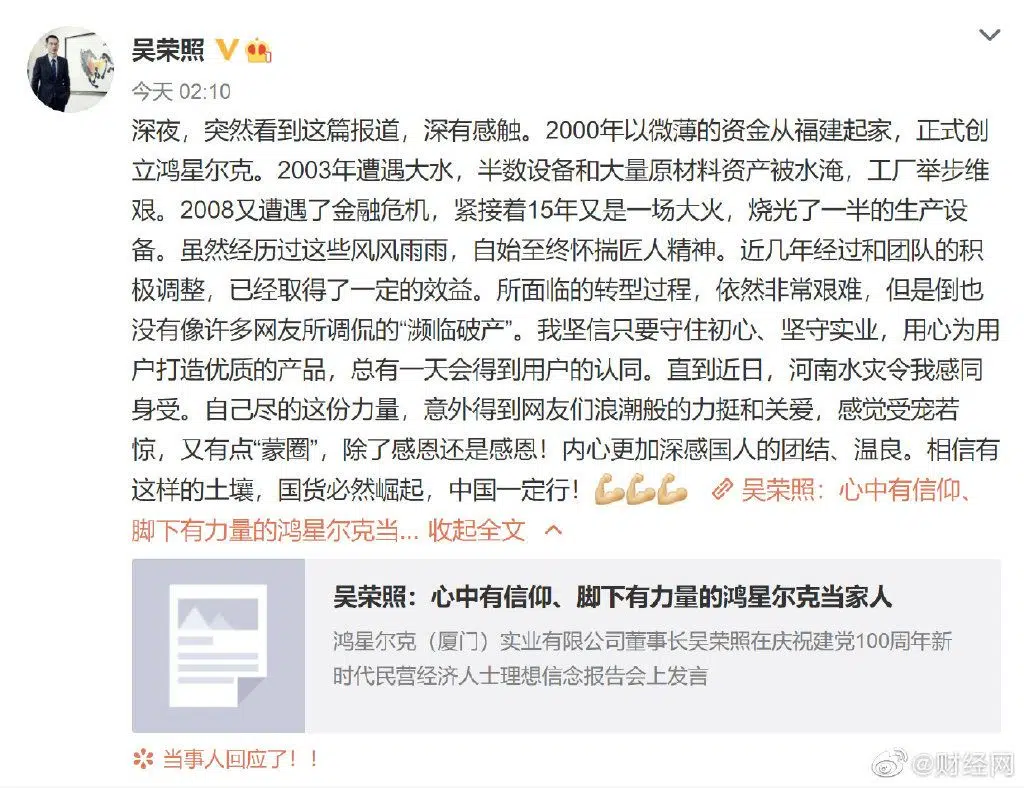 吴荣照
今天 02:10
深夜，突然看到这篇报道，深有感触。2000年以微薄的资金从福建起家，正式创
立鸿星尔克。2003年遭遇大水，半数设备和大量原材料资产被水淹，工厂举步维
艰。2008又遭遇了金融危机，紧接着15年又是一场大火，烧光了一半的生产设
备。虽然经历过这些风风雨雨，自始至终怀揣匠人精神。近几年经过和团队的积
极调整，已经取得了一定的效益。所面临的转型过程，依然非常艰难，但是倒也
没有像许多网友所调侃的“濒临破产”。我坚信只要守住初心、坚守实业，用心为用
户打造优质的产品，总有一天会得到用户的认同。直到近日，河南水灾令我感同
身受。自己尽的这份力量，意外得到网友们浪潮般的力挺和关爱，感觉受宠若
惊，又有点“蒙圈”，除了感恩还是感恩！内心更加深感国人的团结、温良。相信有
这样的土壤，国货必然崛起，中国一定行！💪💪💪 吴荣照：心中有信仰、
脚下有力量的鸿星尔克当... 收起全文
吴荣照：心中有信仰、脚下有力量的鸿星尔克当家人
鸿星尔克（厦门）实业有限公司董事长吴荣照在庆祝建党100周年新
时代民营经济人士理想信念报告会上发言
当事人回应了！！
@财经网